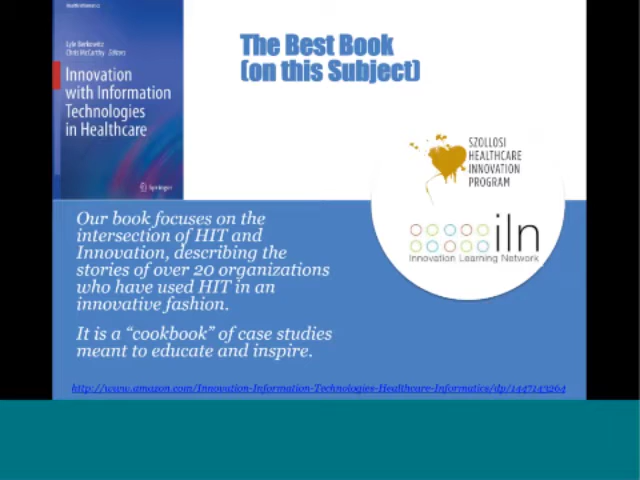 Health Informatics
Lyle Berkowitz
Chris McCarthy Editors
Innovation
with Information
Technologies
in Healthcare
Springer
The Best Book
(on this Subject)
SZOLLOSI
HEALTHCARE
INNOVATION
PROGRAM
iln
Innovation Learning Network
Our book focuses on the
intersection of HIT and
Innovation, describing the
stories of over 20 organizations
who have used HIT in an
innovative fashion.
It is a “cookbook” of case studies
meant to educate and inspire.
http://www.amazon.com/Innovation-Information-Technologies-Healthcare-Informatics/dp/1447143264